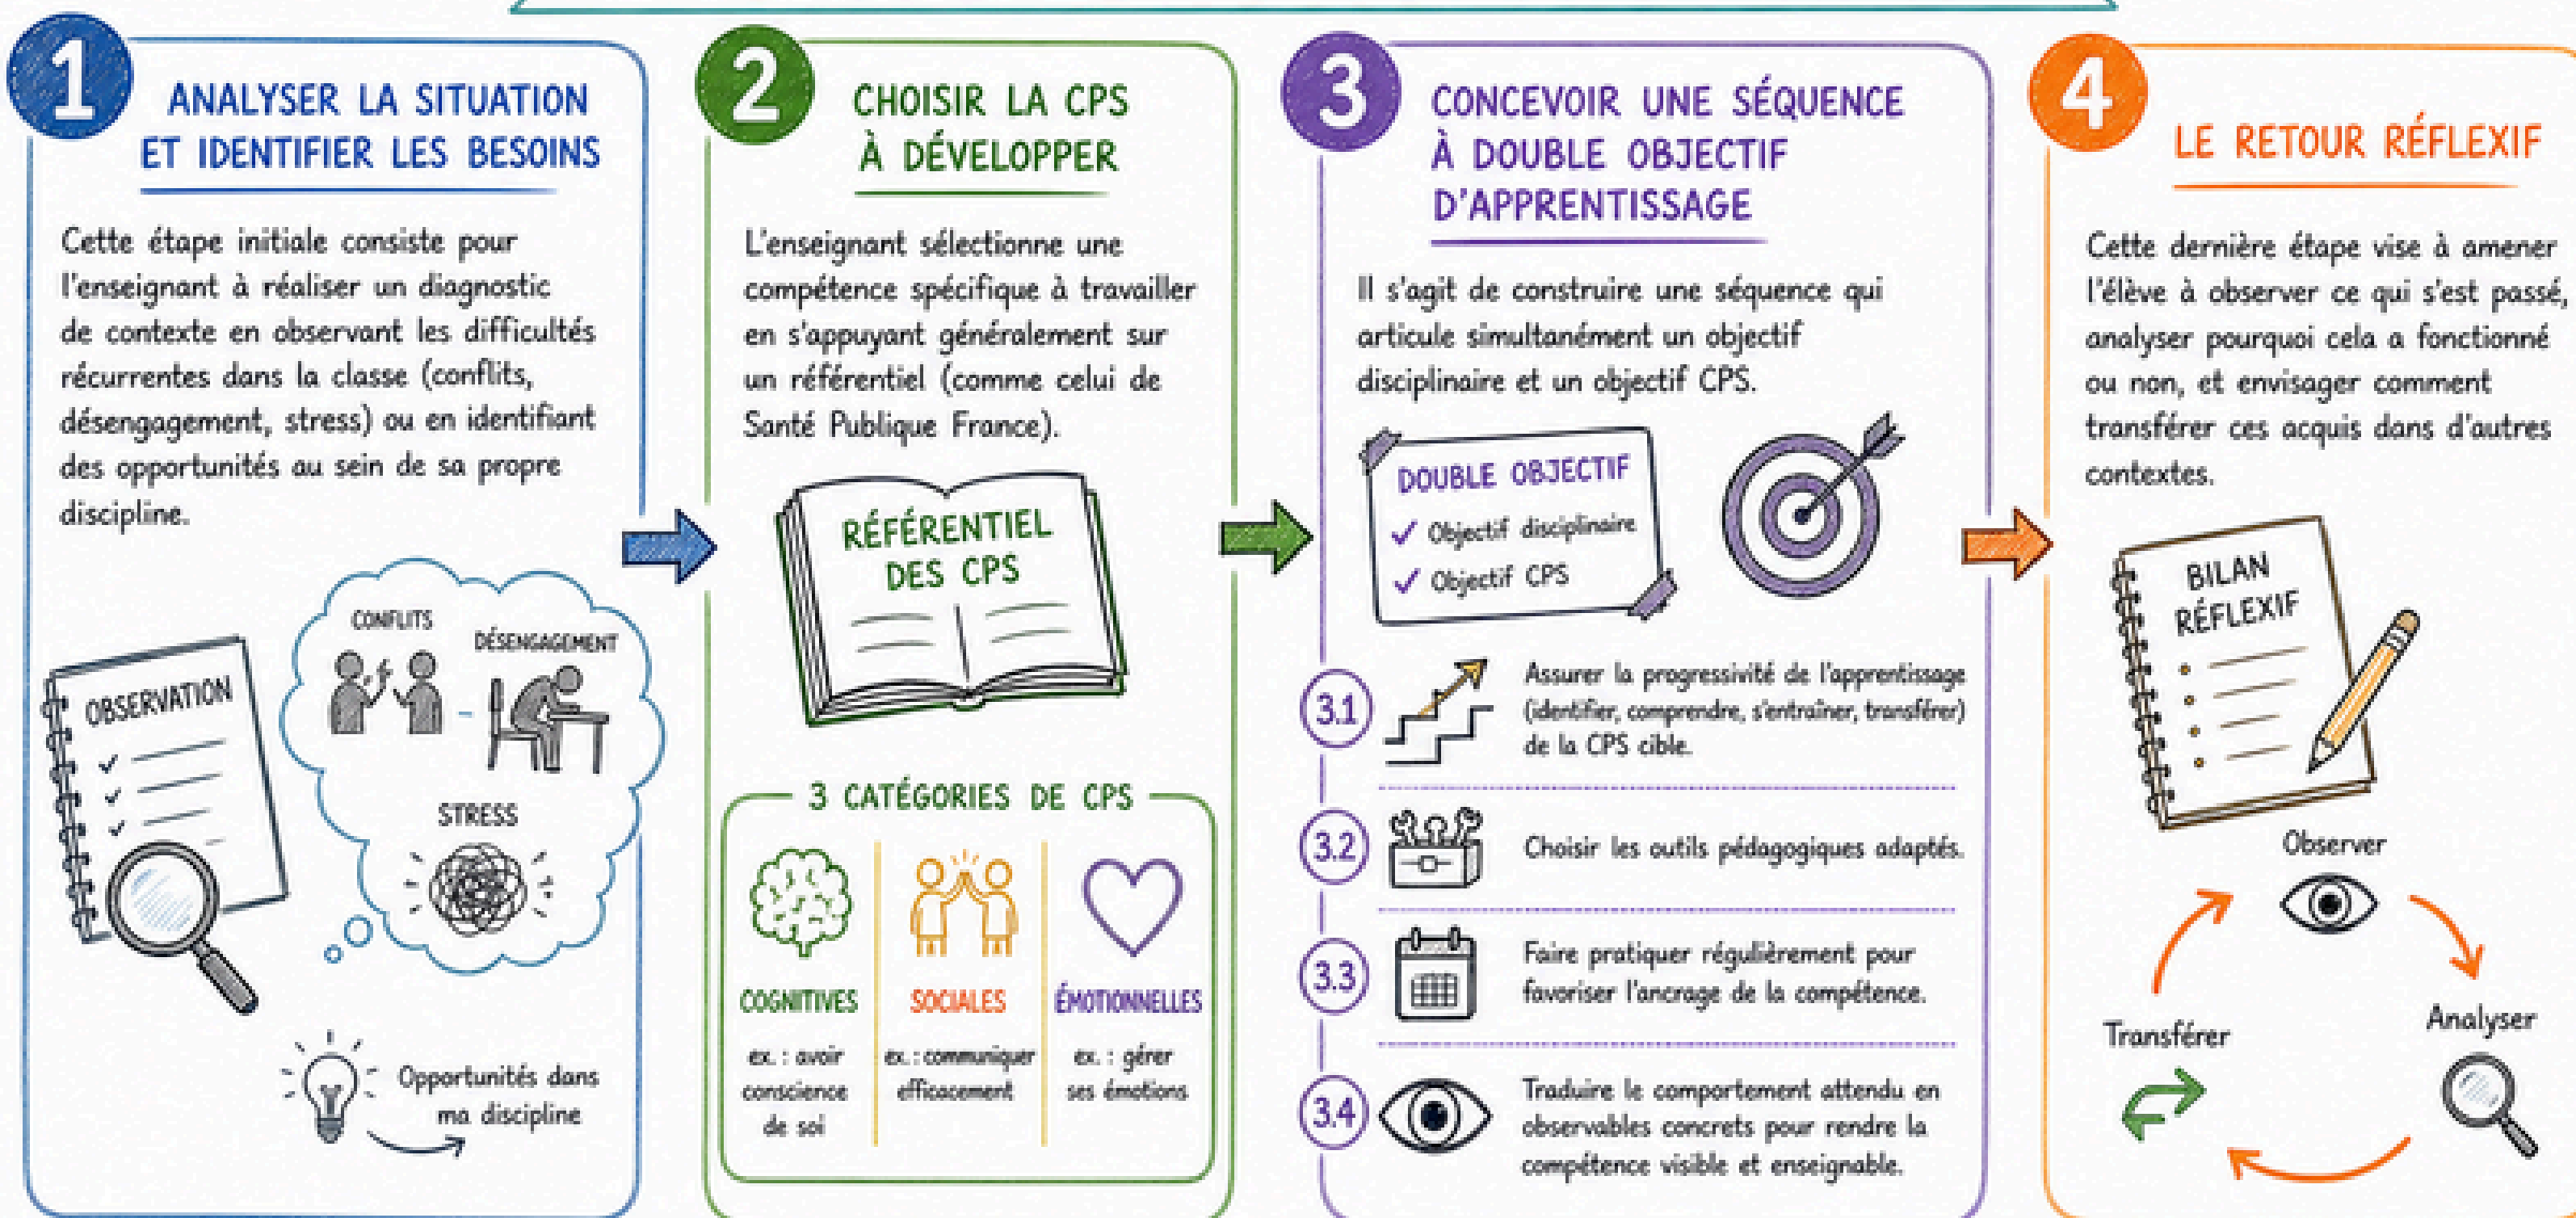 1
ANALYSER LA SITUATION
ET IDENTIFIER LES BESOINS
Cette étape initiale consiste pour
l'enseignant à réaliser un diagnostic
de contexte en observant les difficultés
récurrentes dans la classe (conflits,
désengagement, stress) ou en identifiant
des opportunités au sein de sa propre
discipline.
OBSERVATION
CONFLITS
DÉSENGAGEMENT
STRESS
Opportunités dans
ma discipline
2
CHOISIR LA CPS
À DÉVELOPPER
L'enseignant sélectionne une
compétence spécifique à travailler
en s'appuyant généralement sur
un référentiel (comme celui de
Santé Publique France).
RÉFÉRENTIEL
DES CPS
3 CATÉGORIES DE CPS
COGNITIVES
ex. : avoir
conscience
de soi
SOCIALES
ex. : communiquer
efficacement
ÉMOTIONNELLES
ex. : gérer
ses émotions
3
CONCEVOIR UNE SÉQUENCE
À DOUBLE OBJECTIF
D'APPRENTISSAGE
Il s'agit de construire une séquence qui
articule simultanément un objectif
disciplinaire et un objectif CPS.
DOUBLE OBJECTIF
✓ Objectif disciplinaire
✓ Objectif CPS
3.1
Assurer la progressivité de l'apprentissage
(identifier, comprendre, s'entraîner, transférer)
de la CPS cible.
3.2
Choisir les outils pédagogiques adaptés.
3.3
Faire pratiquer régulièrement pour
favoriser l'ancrage de la compétence.
3.4
Traduire le comportement attendu en
observables concrets pour rendre la
compétence visible et enseignable.
4
LE RETOUR RÉFLEXIF
Cette dernière étape vise à amener
l'élève à observer ce qui s'est passé,
analyser pourquoi cela a fonctionné
ou non, et envisager comment
transférer ces acquis dans d'autres
contextes.
BILAN
RÉFLEXIF
Observer
Analyser
Transférer